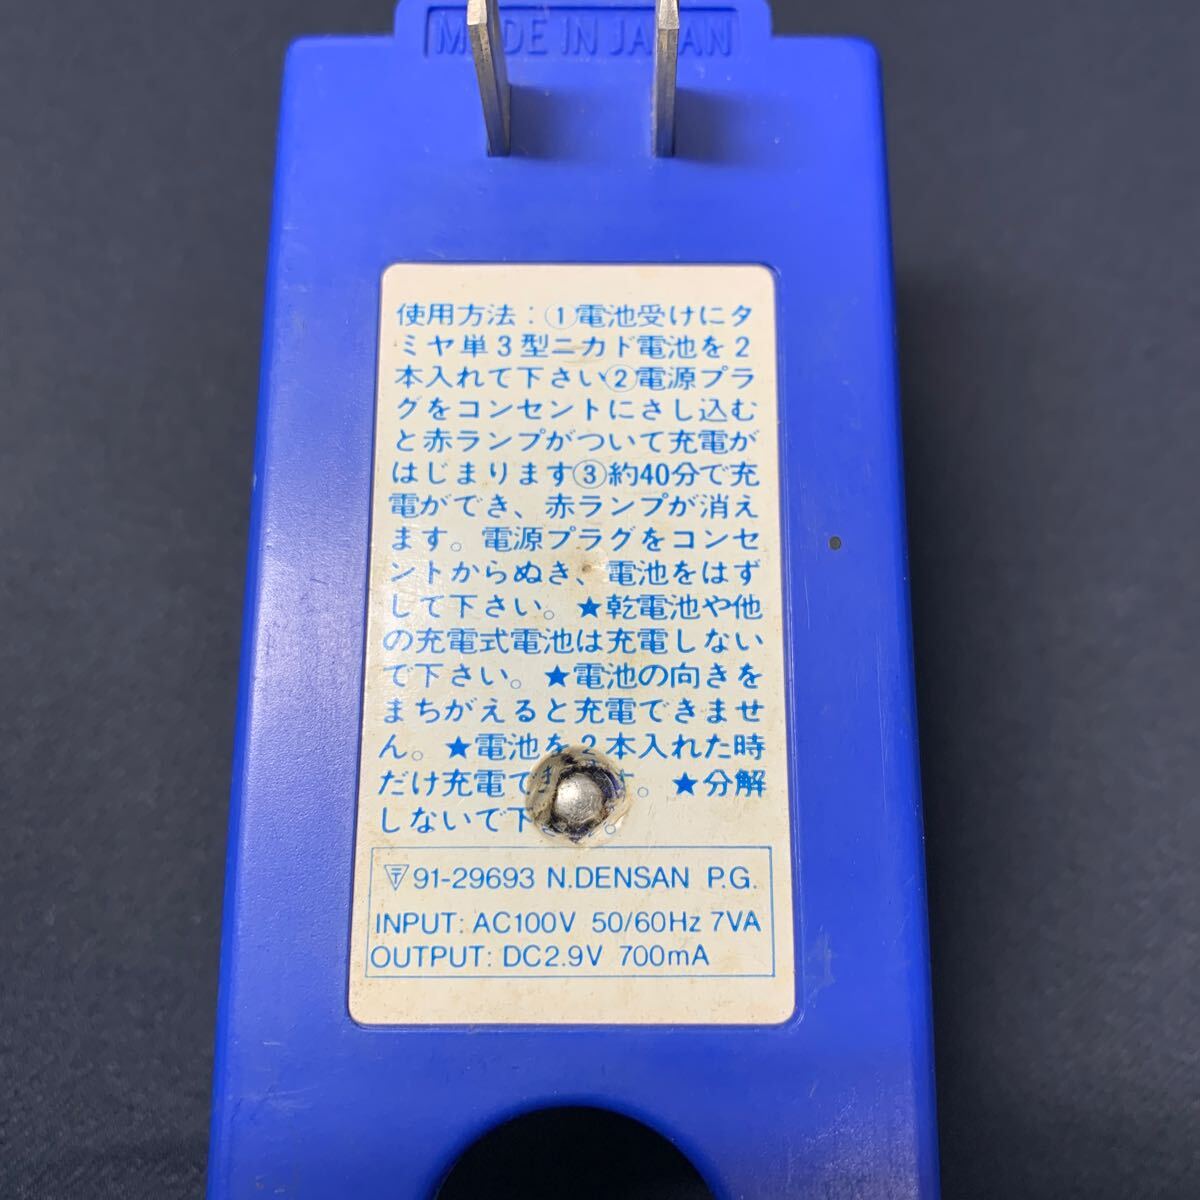 MADE IN JAPAN
使用方法：①電池受けにタ
ミヤ単3型ニカド電池を2
本入れて下さい②電源プラ
グをコンセントにさし込む
と赤ランプがついて充電が
はじまります③約40分で充
電ができ、赤ランプが消え
ます。電源プラグをコンセ
ントからぬき、電池をはず
して下さい。★乾電池や他
の充電式電池は充電しない
で下さい。★電池の向きを
まちがえると充電できませ
ん。★電池を2本入れた時
だけ充電できます。★分解
しないで下さい。
〒91-29693 N.DENSAN P.G.
INPUT: AC100V 50/60Hz 7VA
OUTPUT: DC2.9V 700mA